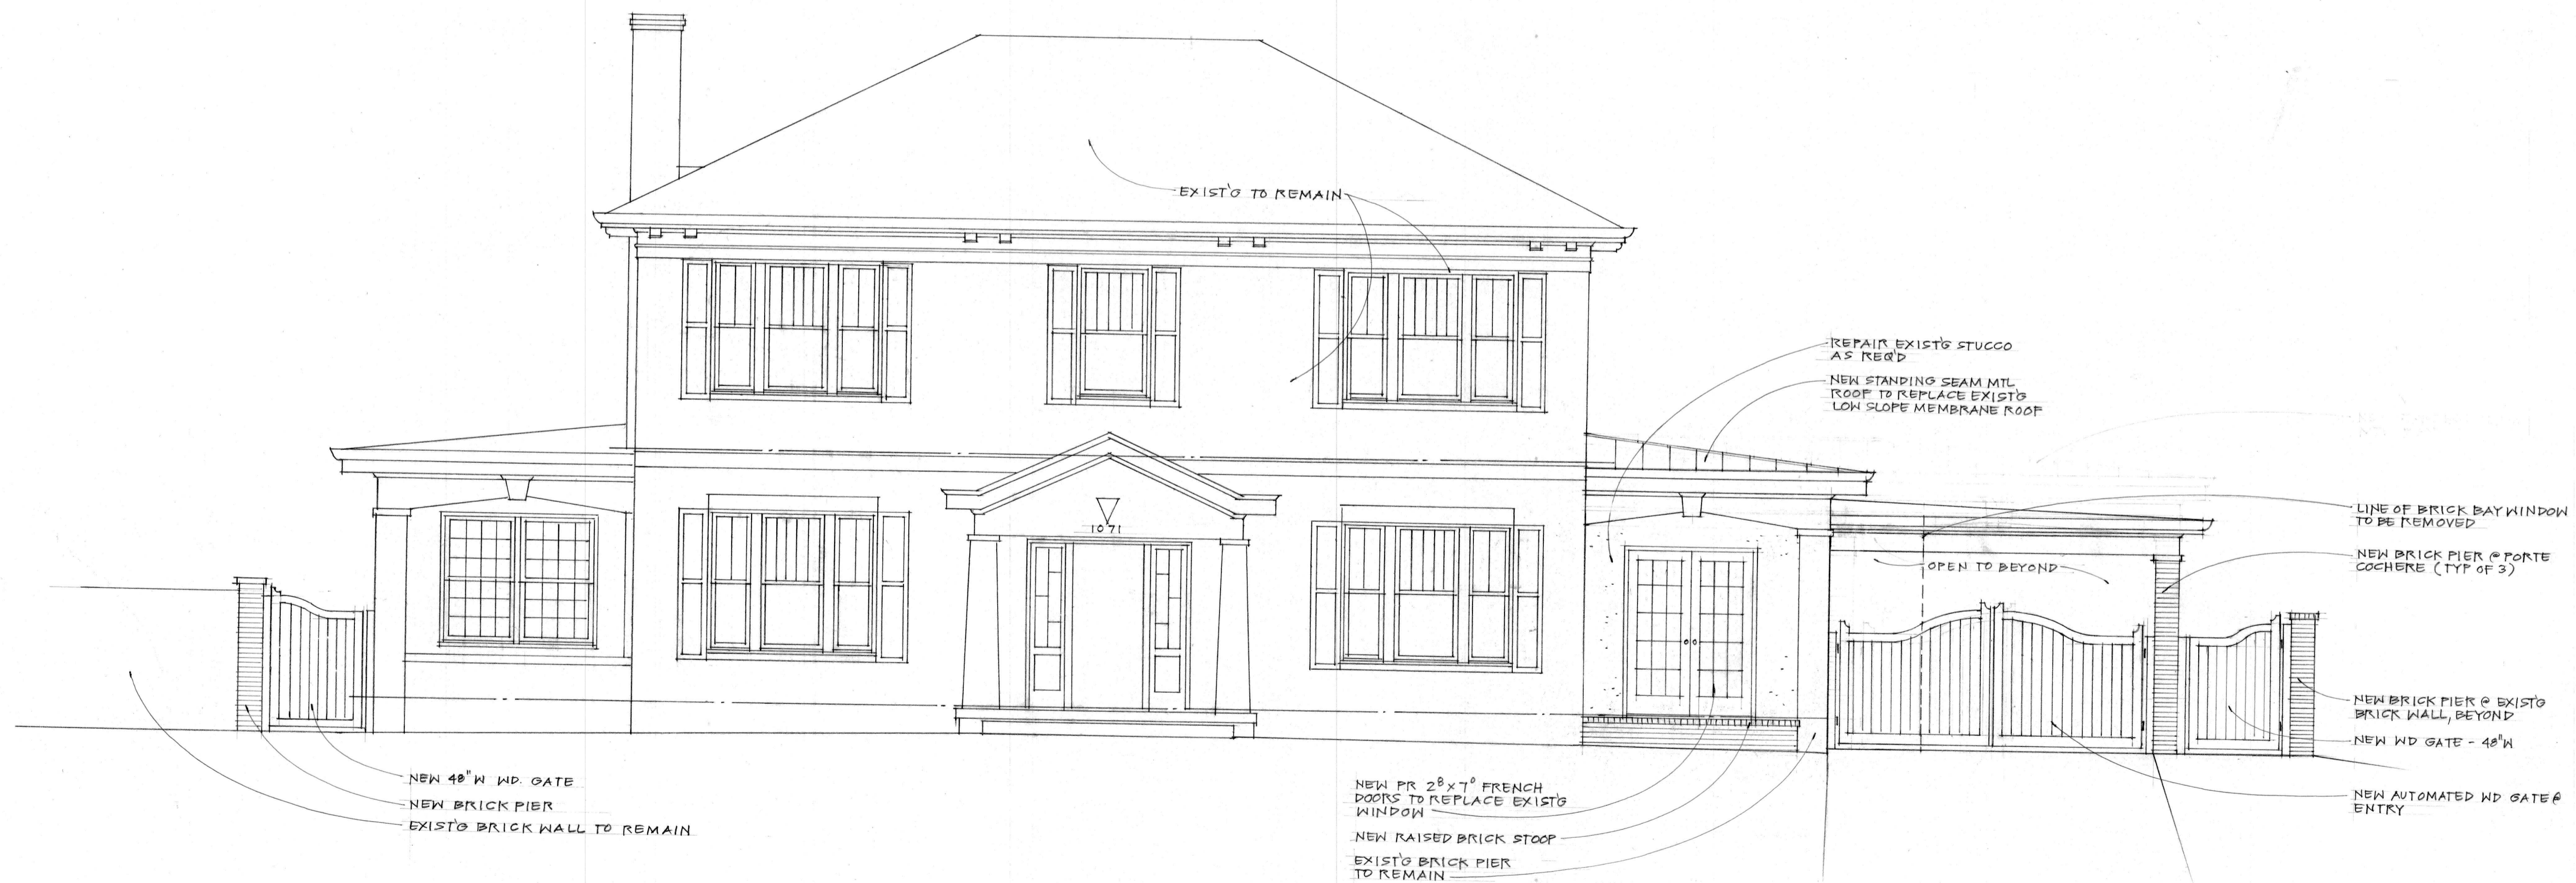 EXIST'G TO REMAIN
REPAIR EXIST'G STUCCO
AS REQ'D
NEW STANDING SEAM MTL
ROOF TO REPLACE EXIST'G
LOW SLOPE MEMBRANE ROOF
1071
LINE OF BRICK BAY WINDOW
TO BE REMOVED
NEW BRICK PIER @ PORTE
COCHERE (TYP OF 3)
OPEN TO BEYOND
NEW BRICK PIER @ EXIST'G
BRICK WALL, BEYOND
NEW WD GATE - 48"W
NEW AUTOMATED WD GATE @
ENTRY
NEW 48"W WD. GATE
NEW BRICK PIER
EXIST'G BRICK WALL TO REMAIN
NEW PR 2⁸ x 7⁰ FRENCH
DOORS TO REPLACE EXIST'G
WINDOW
NEW RAISED BRICK STOOP
EXIST'G BRICK PIER
TO REMAIN